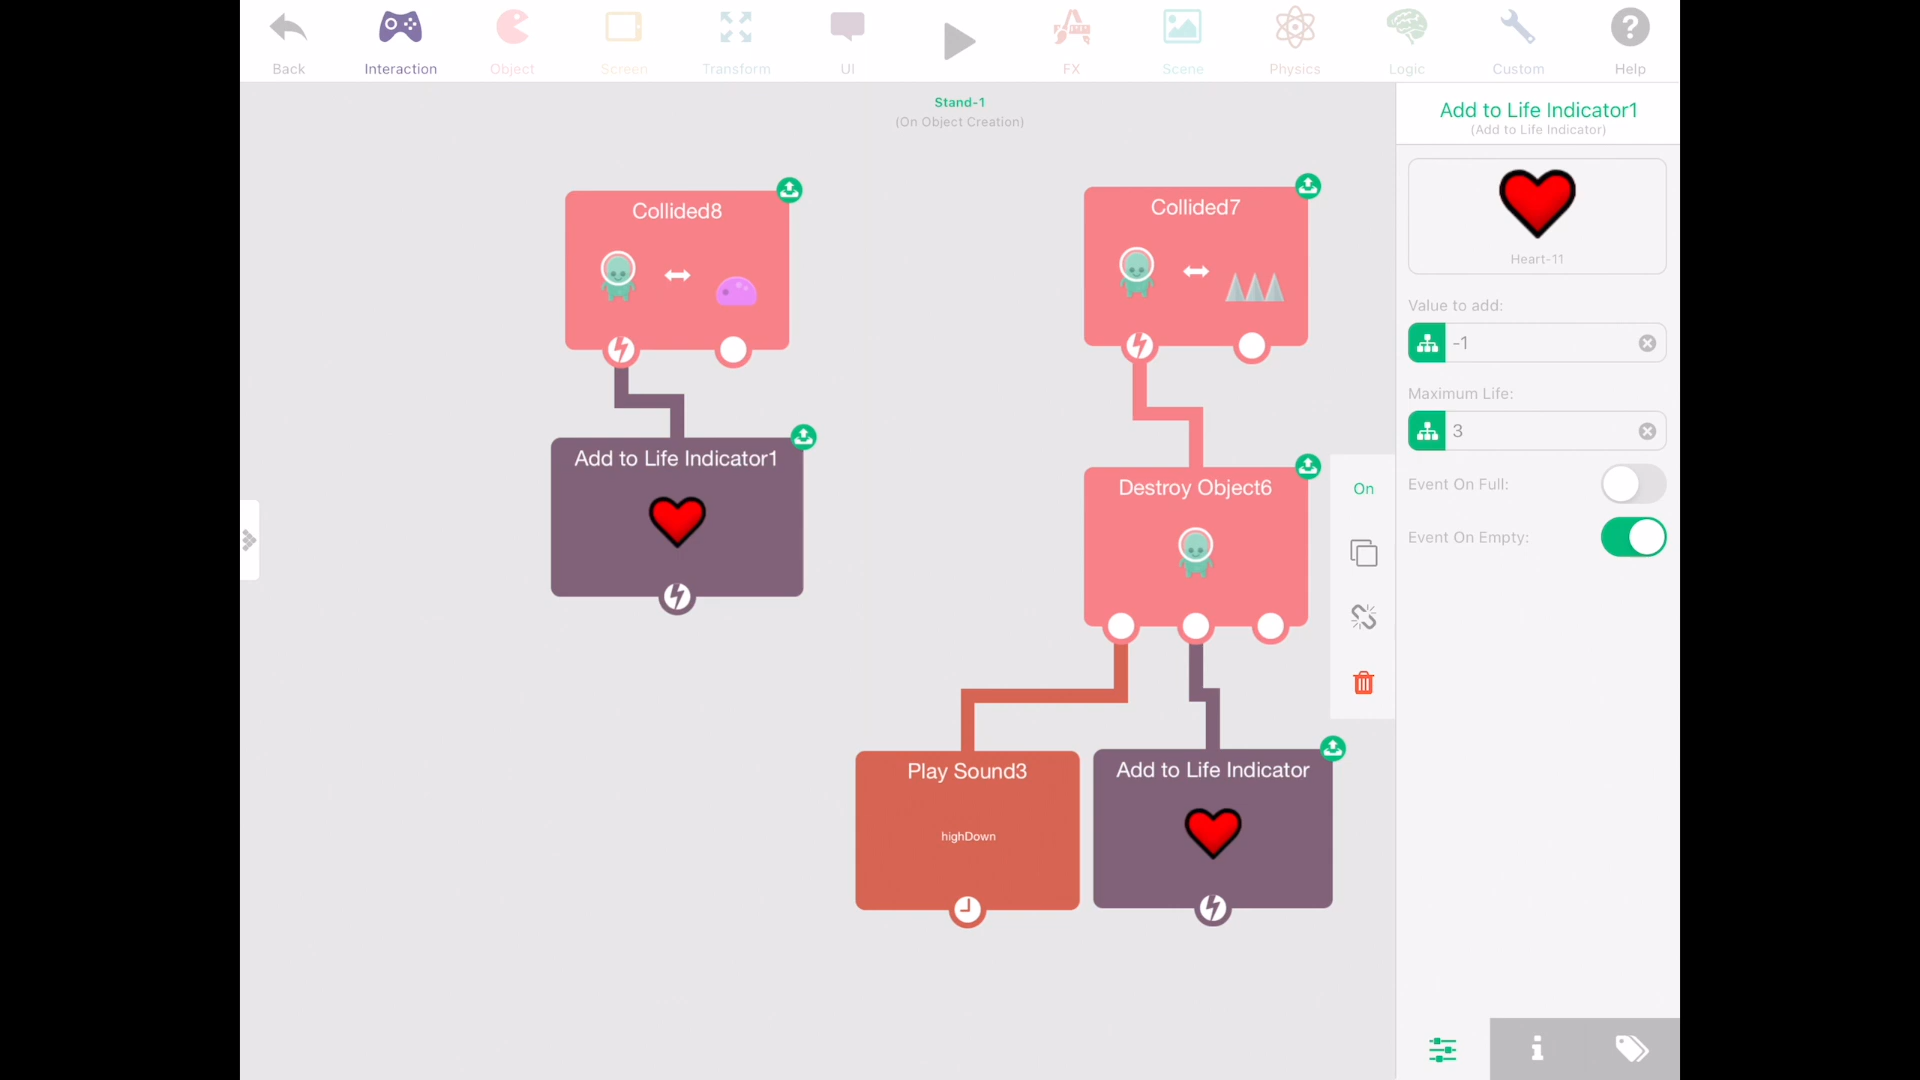 Back
Interaction
Object
Screen
Transform
UI
FX
Scene
Physics
Logic
Custom
?
Help
Stand-1
(On Object Creation)
Add to Life Indicator1
(Add to Life Indicator)
Heart-11
Value to add:
-1
Maximum Life:
3
Event On Full:
Event On Empty:
On
Collided8
Collided7
Add to Life Indicator1
Destroy Object6
Play Sound3
highDown
Add to Life Indicator
i